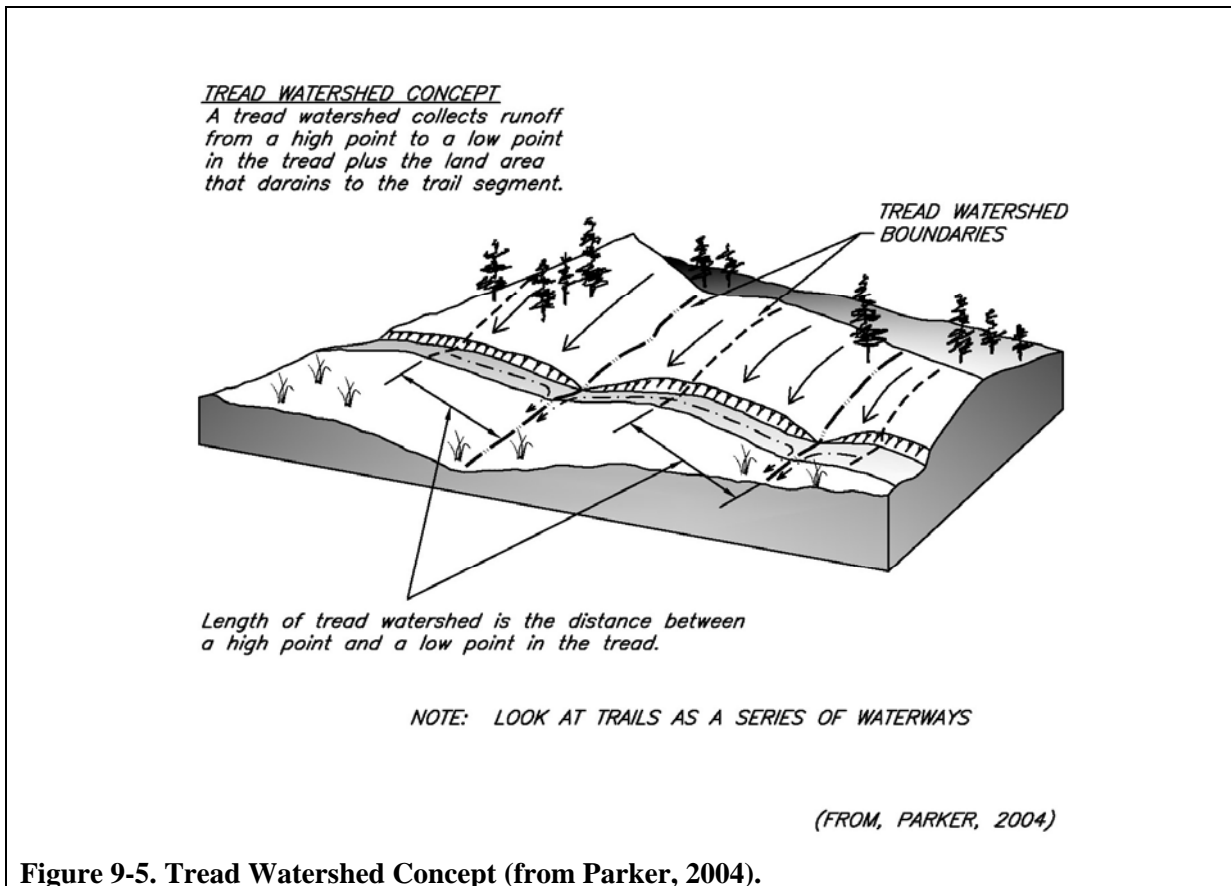 TREAD WATERSHED CONCEPT
A tread watershed collects runoff
from a high point to a low point
in the tread plus the land area
that darains to the trail segment.
TREAD WATERSHED
BOUNDARIES
Length of tread watershed is the distance between
a high point and a low point in the tread.
NOTE: LOOK AT TRAILS AS A SERIES OF WATERWAYS
(FROM, PARKER, 2004)
Figure 9-5. Tread Watershed Concept (from Parker, 2004).